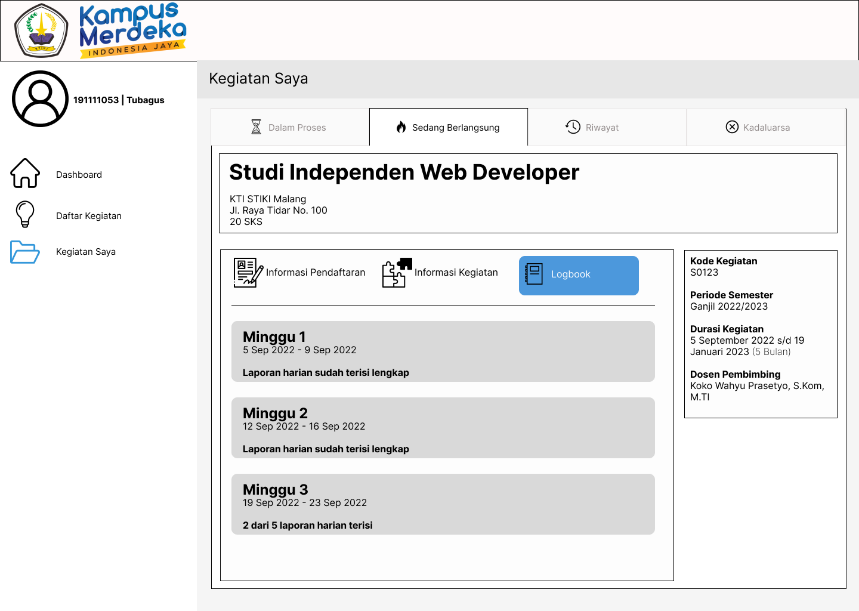 Kampus
Merdeka
INDONESIA JAYA
191111053 | Tubagus
Dashboard
Daftar Kegiatan
Kegiatan Saya
Kegiatan Saya
Dalam Proses
Sedang Berlangsung
Riwayat
Kadaluarsa
Studi Independen Web Developer
KTI STIKI Malang
Jl. Raya Tidar No. 100
20 SKS
Informasi Pendaftaran
Informasi Kegiatan
Logbook
Minggu 1
5 Sep 2022 - 9 Sep 2022
Laporan harian sudah terisi lengkap
Minggu 2
12 Sep 2022 - 16 Sep 2022
Laporan harian sudah terisi lengkap
Minggu 3
19 Sep 2022 - 23 Sep 2022
2 dari 5 laporan harian terisi
Kode Kegiatan
S0123
Periode Semester
Ganjil 2022/2023
Durasi Kegiatan
5 September 2022 s/d 19
Januari 2023 (5 Bulan)
Dosen Pembimbing
Koko Wahyu Prasetyo, S.Kom,
M.TI